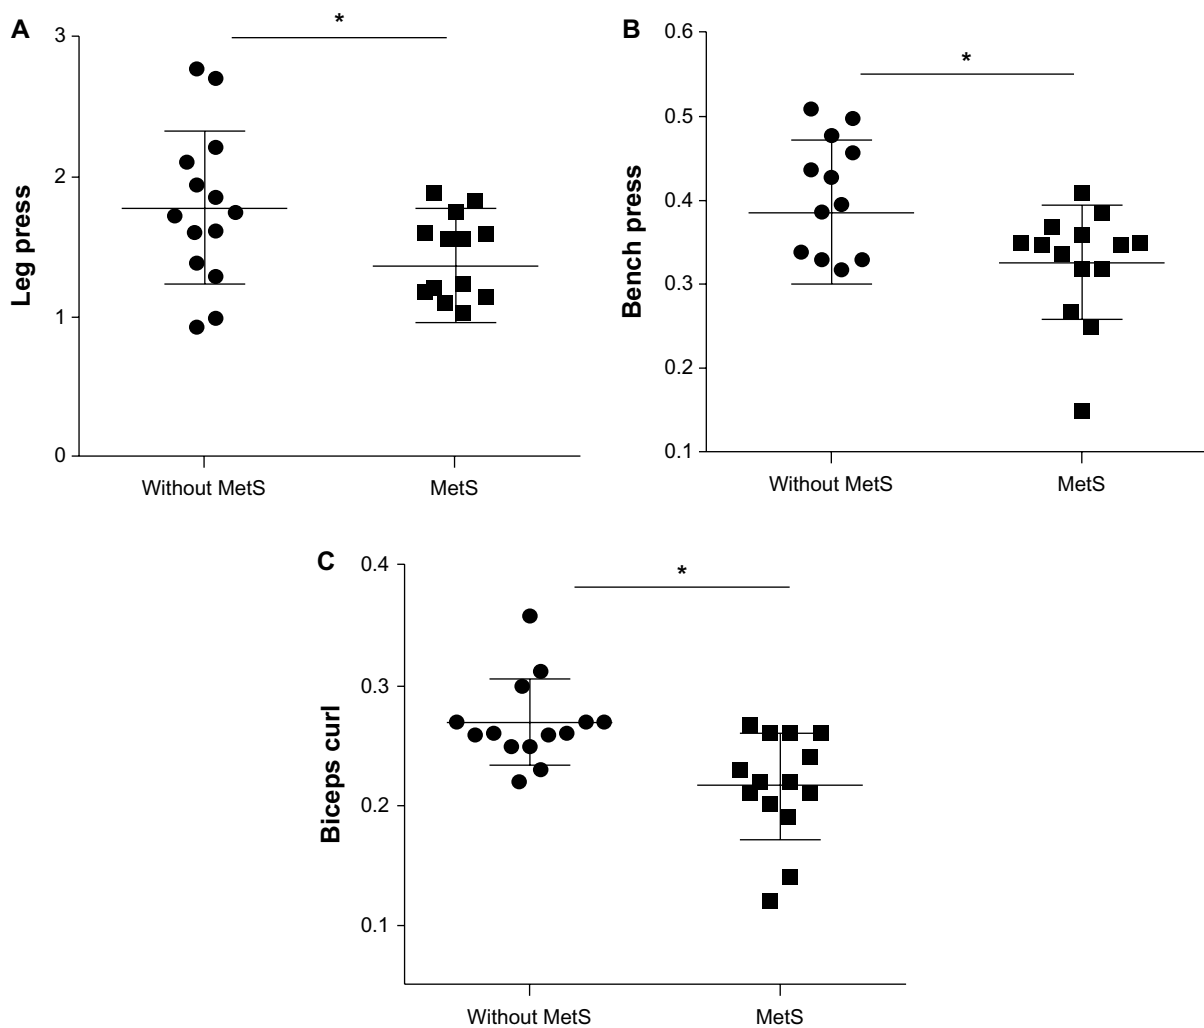 A
*
3
2
1
0
Leg press
Without MetS
MetS
B
*
0.6
0.5
0.4
0.3
0.2
0.1
Bench press
Without MetS
MetS
C
*
0.4
0.3
0.2
0.1
Biceps curl
Without MetS
MetS